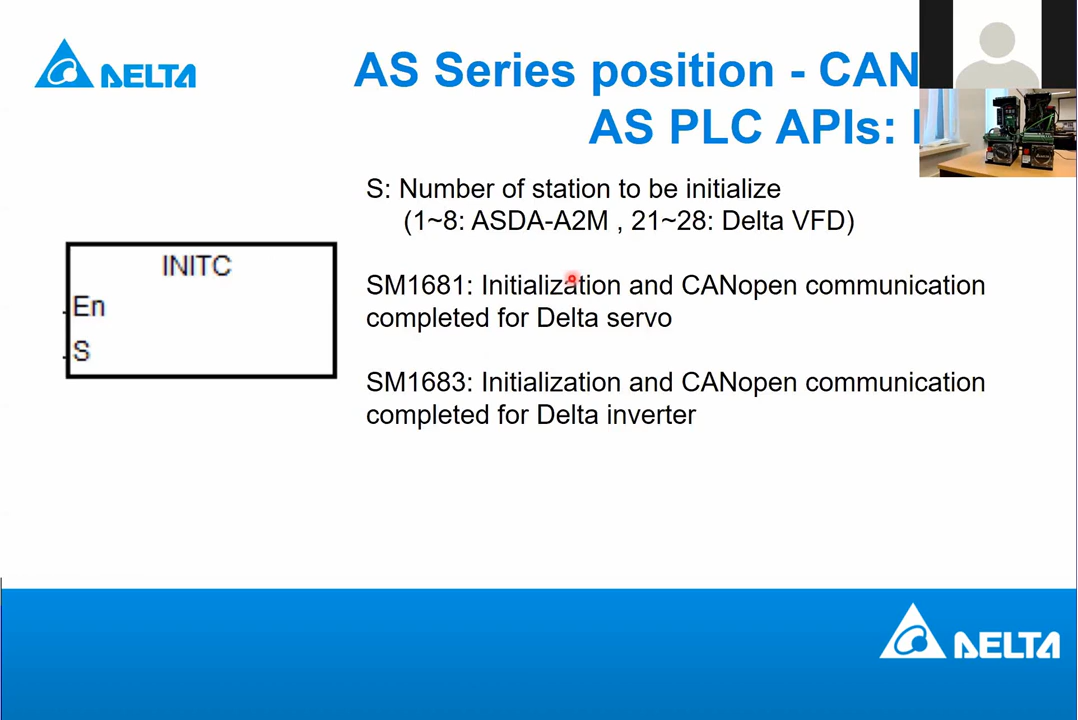 DELTA
AS Series position - CAN
AS PLC APIs:
S: Number of station to be initialize
(1~8: ASDA-A2M , 21~28: Delta VFD)
INITC
En
S
SM1681: Initialization and CANopen communication
completed for Delta servo
SM1683: Initialization and CANopen communication
completed for Delta inverter
DELTA